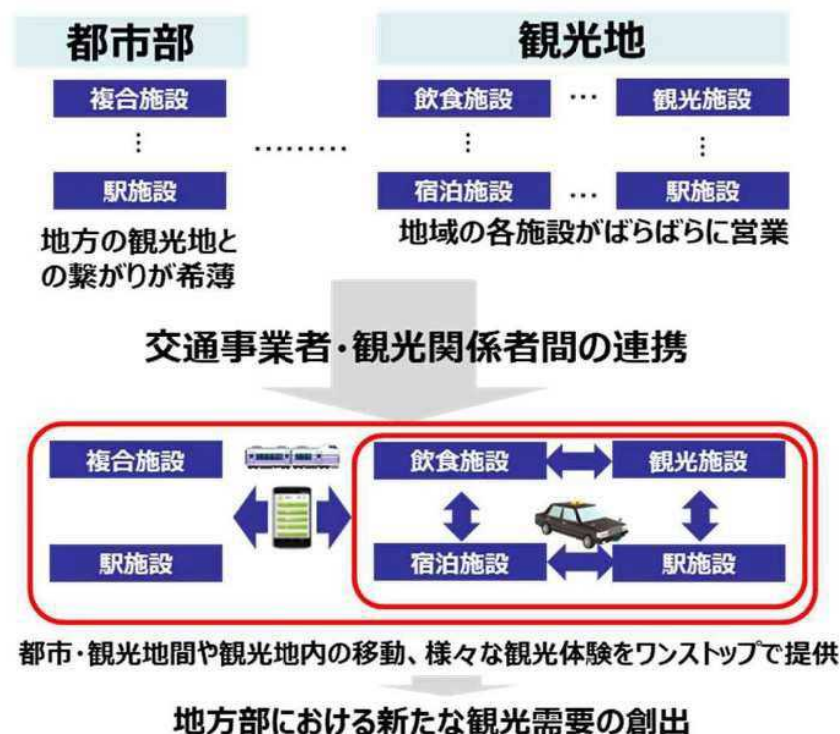 都市部
観光地
複合施設
飲食施設 … 観光施設
⋮ ……… ⋮ ⋮
駅施設
宿泊施設 … 駅施設
地方の観光地と
の繋がりが希薄
地域の各施設がばらばらに営業
交通事業者・観光関係者間の連携
複合施設
飲食施設
観光施設
駅施設
宿泊施設
駅施設
都市・観光地間や観光地内の移動、様々な観光体験をワンストップで提供
地方部における新たな観光需要の創出